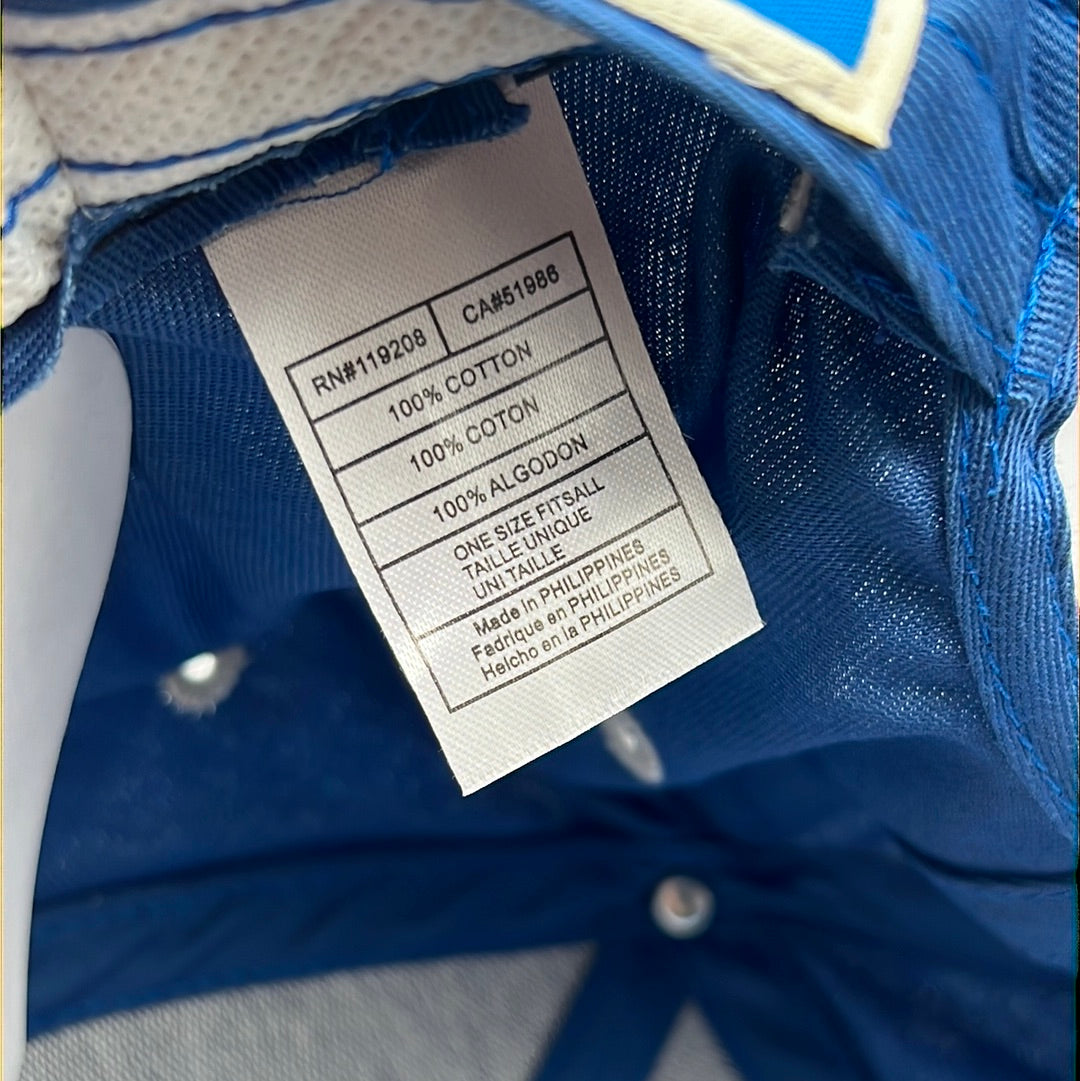 RN#119208 CA#51986
100% COTTON
100% COTON
100% ALGODON
ONE SIZE FITSALL
TAILLE UNIQUE
UNI TAILLE
Made in PHILIPPINES
Fabrique en PHILIPPINES
Helcho en la PHILIPPINES